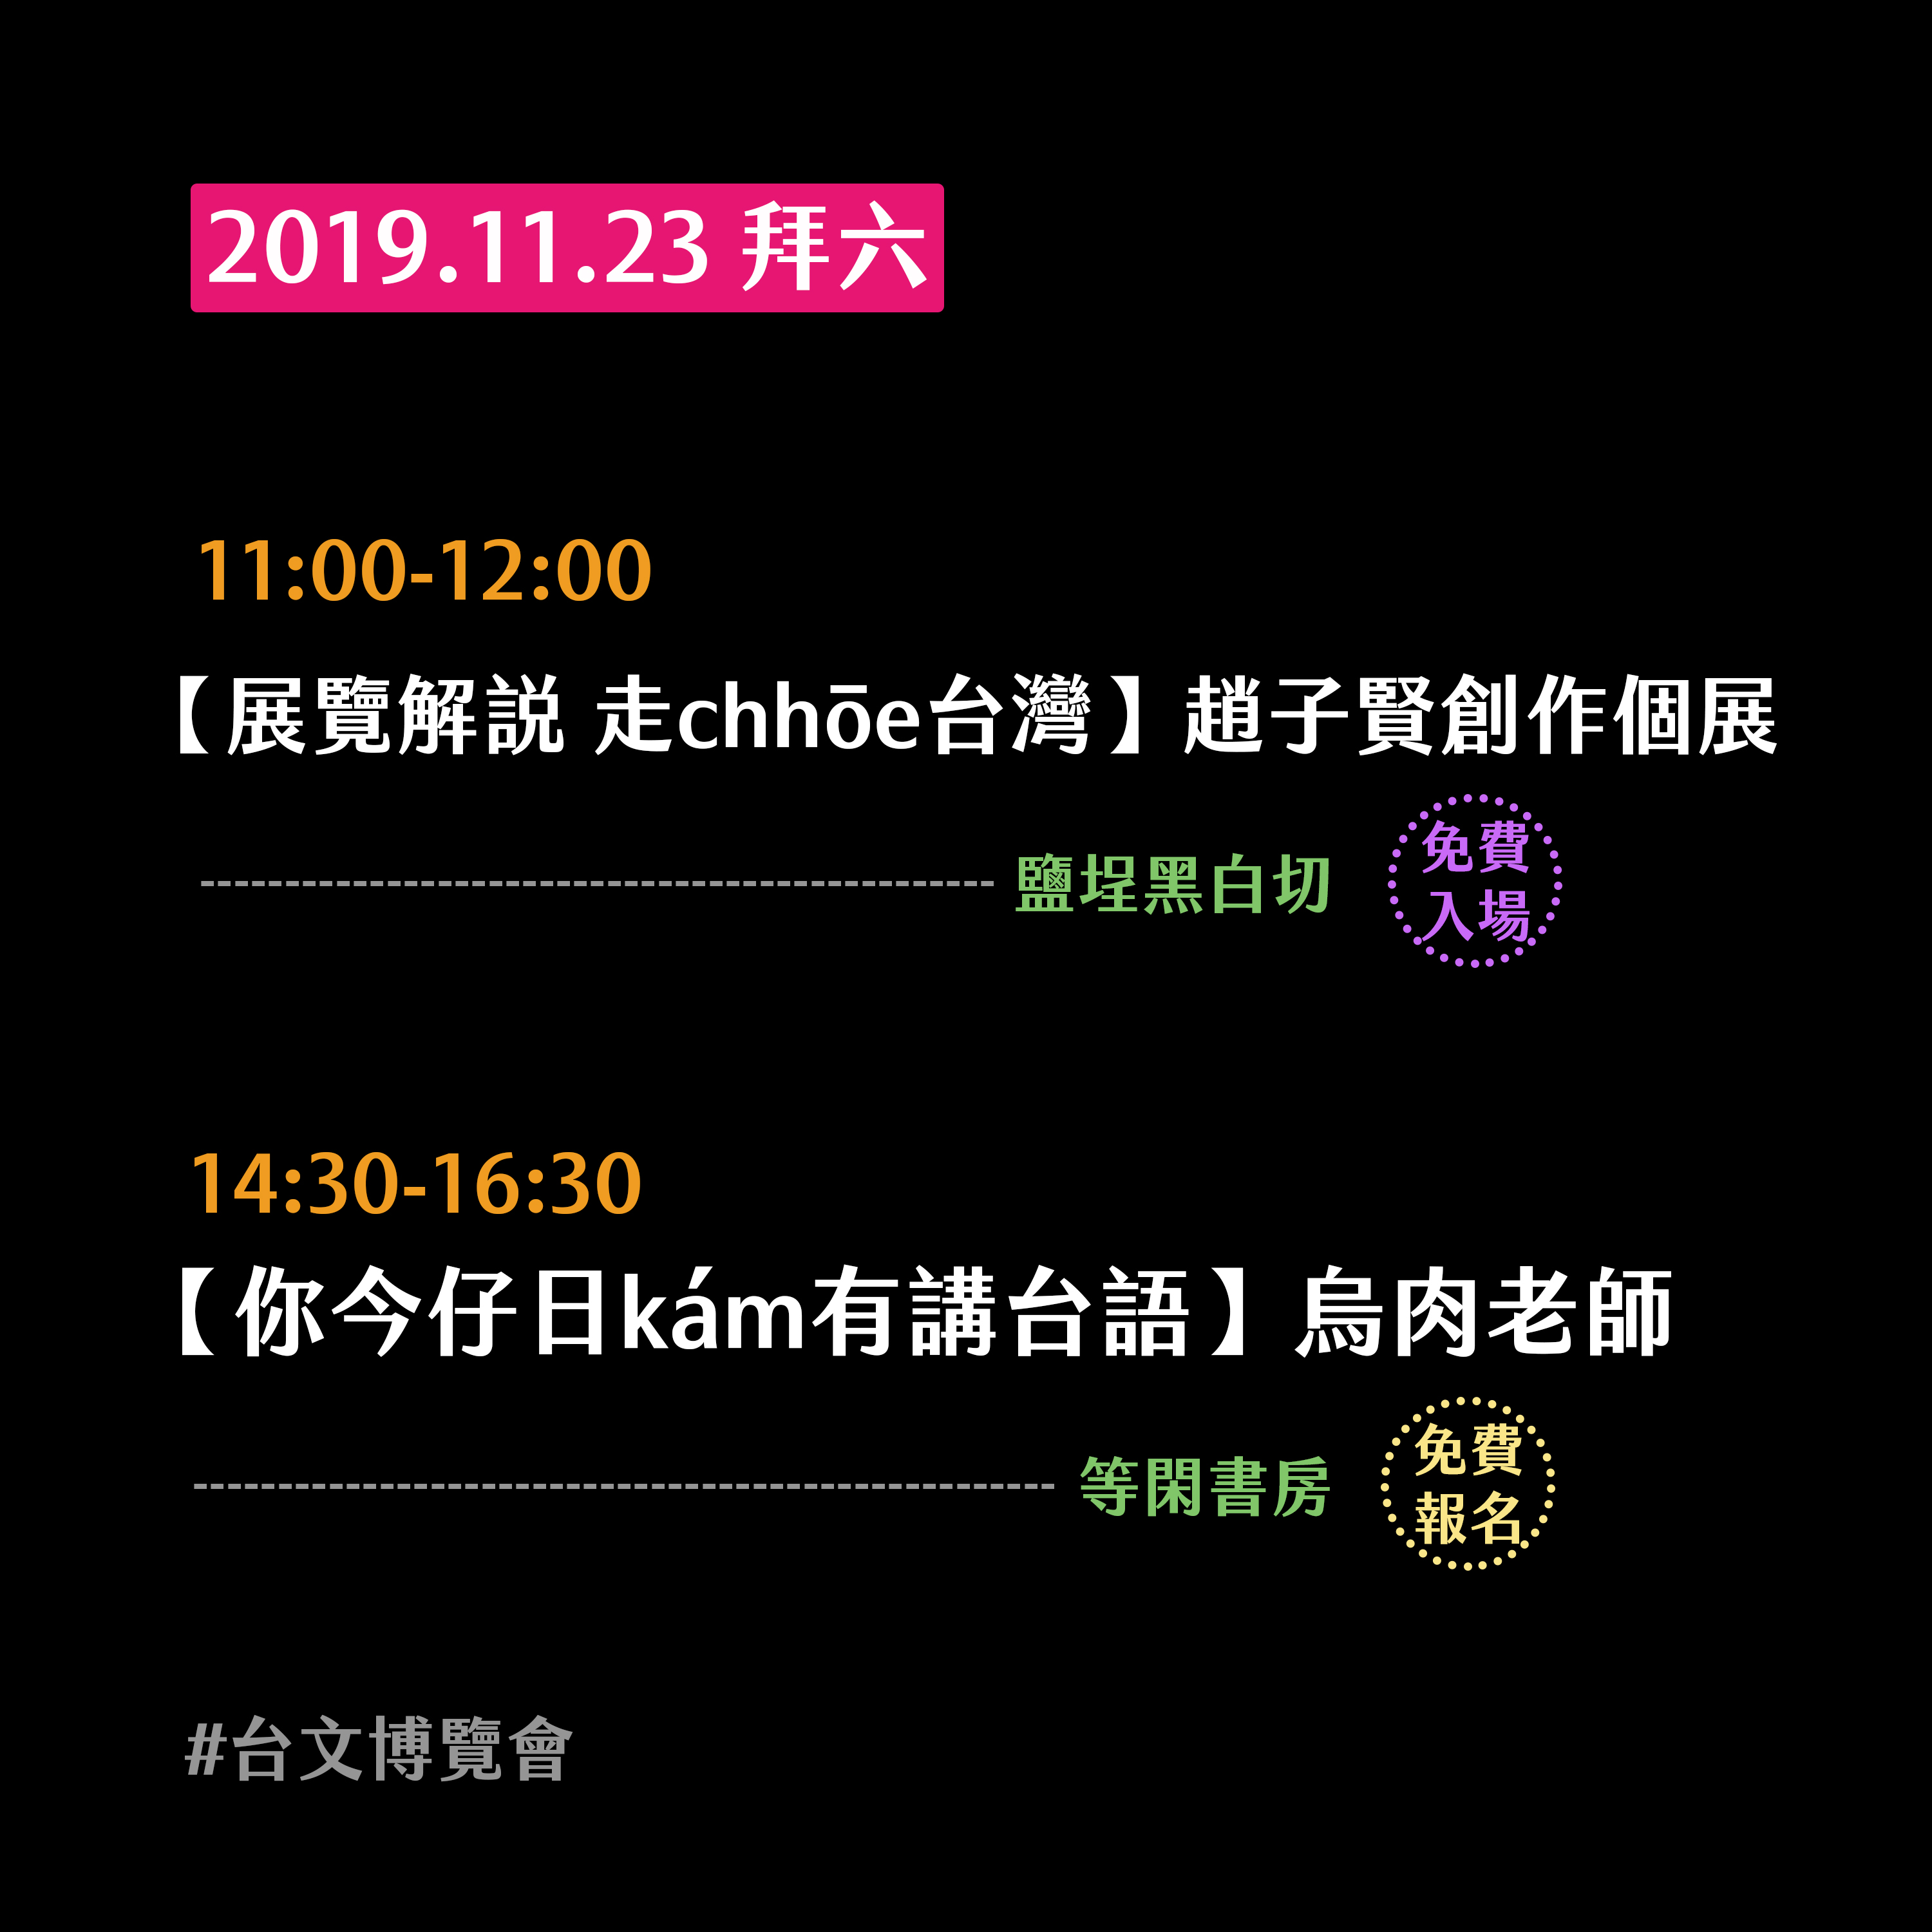 2019.11.23 拜六
11:00-12:00
【展覽解說 走chhōe台灣】趙子賢創作個展
鹽埕黑白切
免費
入場
14:30-16:30
【你今仔日kám有講台語】烏肉老師
等閑書房
免費
報名
#台文博覽會